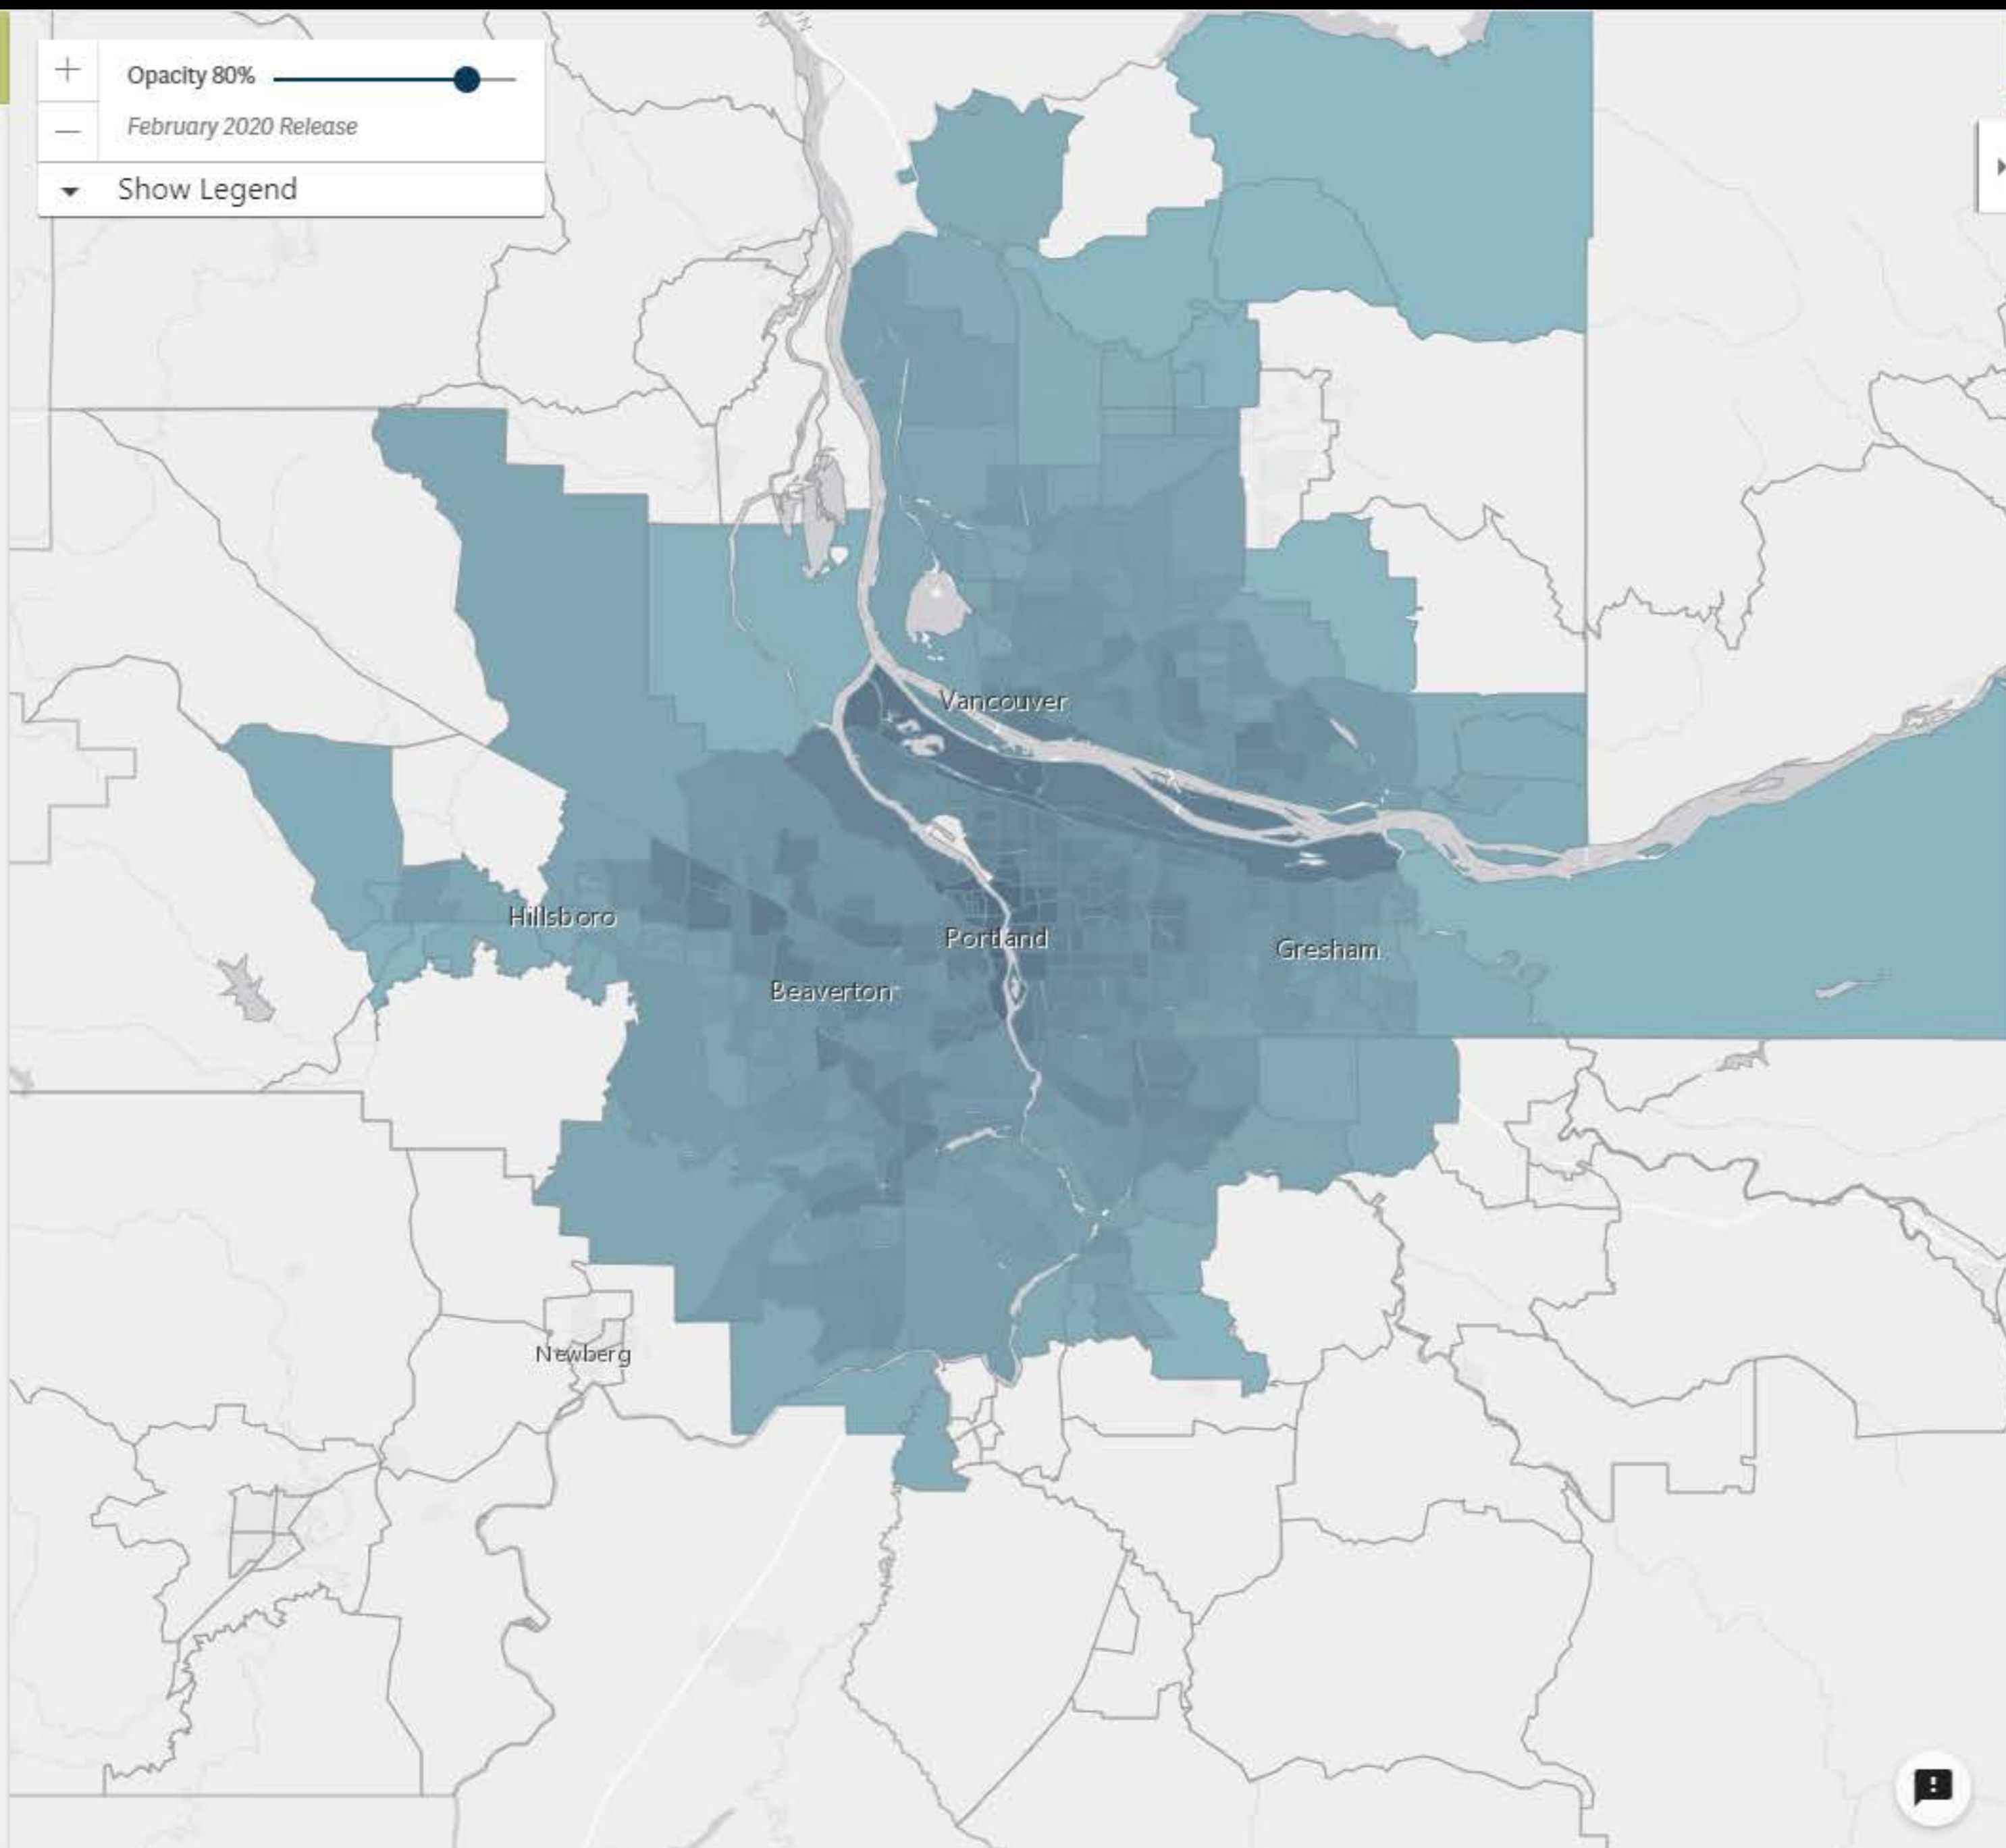 Opacity 80%
February 2020 Release
Show Legend
Vancouver
Hillsboro
Portland
Gresham
Beaverton
Newberg